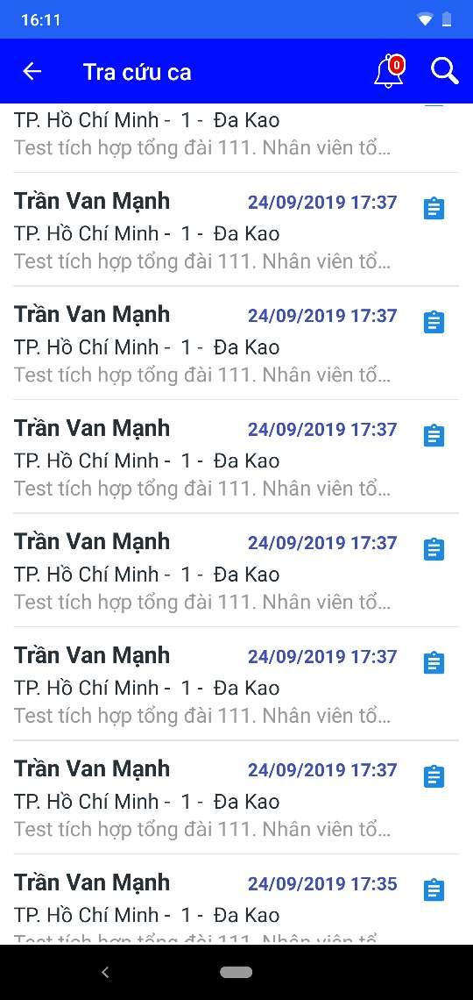 16:11
Tra cứu ca
0
TP. Hồ Chí Minh - 1 - Đa Kao
Test tích hợp tổng đài 111. Nhân viên tổ...
Trần Van Mạnh 24/09/2019 17:37
TP. Hồ Chí Minh - 1 - Đa Kao
Test tích hợp tổng đài 111. Nhân viên tổ...
Trần Van Mạnh 24/09/2019 17:37
TP. Hồ Chí Minh - 1 - Đa Kao
Test tích hợp tổng đài 111. Nhân viên tổ...
Trần Van Mạnh 24/09/2019 17:37
TP. Hồ Chí Minh - 1 - Đa Kao
Test tích hợp tổng đài 111. Nhân viên tổ...
Trần Van Mạnh 24/09/2019 17:37
TP. Hồ Chí Minh - 1 - Đa Kao
Test tích hợp tổng đài 111. Nhân viên tổ...
Trần Van Mạnh 24/09/2019 17:37
TP. Hồ Chí Minh - 1 - Đa Kao
Test tích hợp tổng đài 111. Nhân viên tổ...
Trần Van Mạnh 24/09/2019 17:37
TP. Hồ Chí Minh - 1 - Đa Kao
Test tích hợp tổng đài 111. Nhân viên tổ...
Trần Van Mạnh 24/09/2019 17:35
TP. Hồ Chí Minh - 1 - Đa Kao
Test tích hợp tổng đài 111. Nhân viên tổ...